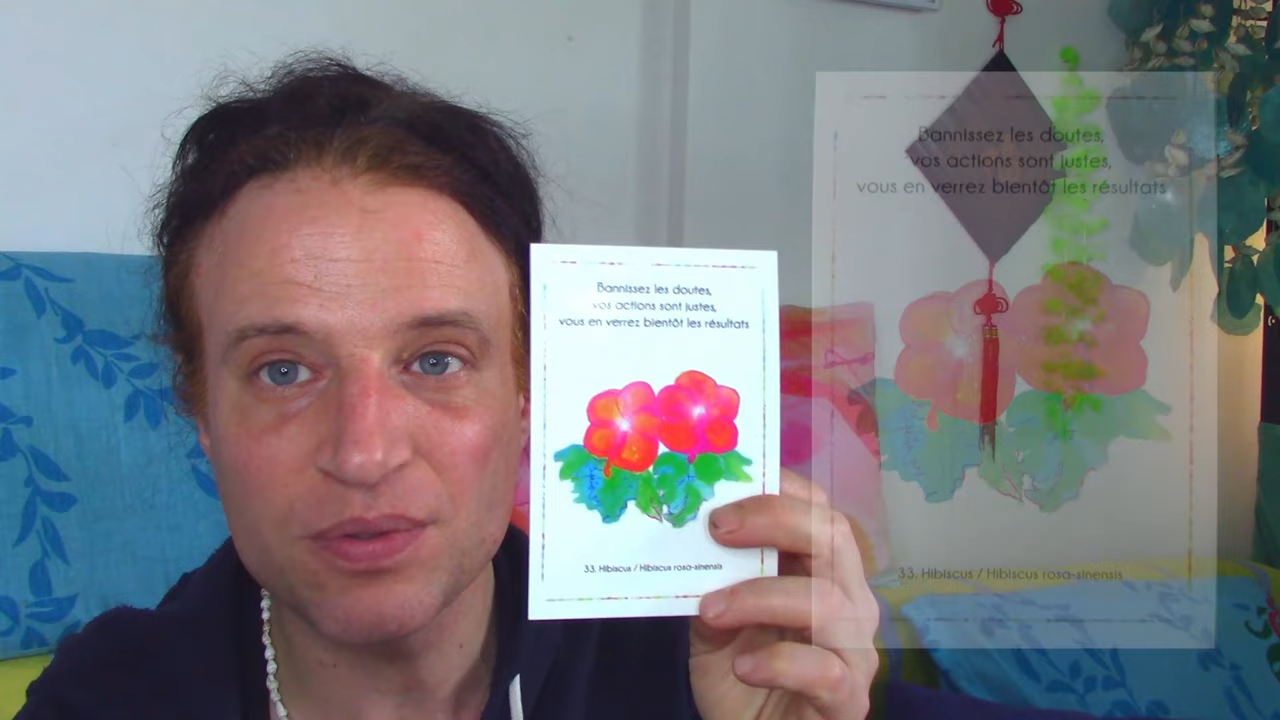 Bannissez les doutes,
vos actions sont justes,
vous en verrez bientôt les résultats
33. Hibiscus / Hibiscus rosa-sinensis
Bannissez les doutes,
vos actions sont justes,
vous en verrez bientôt les résultats
33. Hibiscus / Hibiscus rosa-sinensis